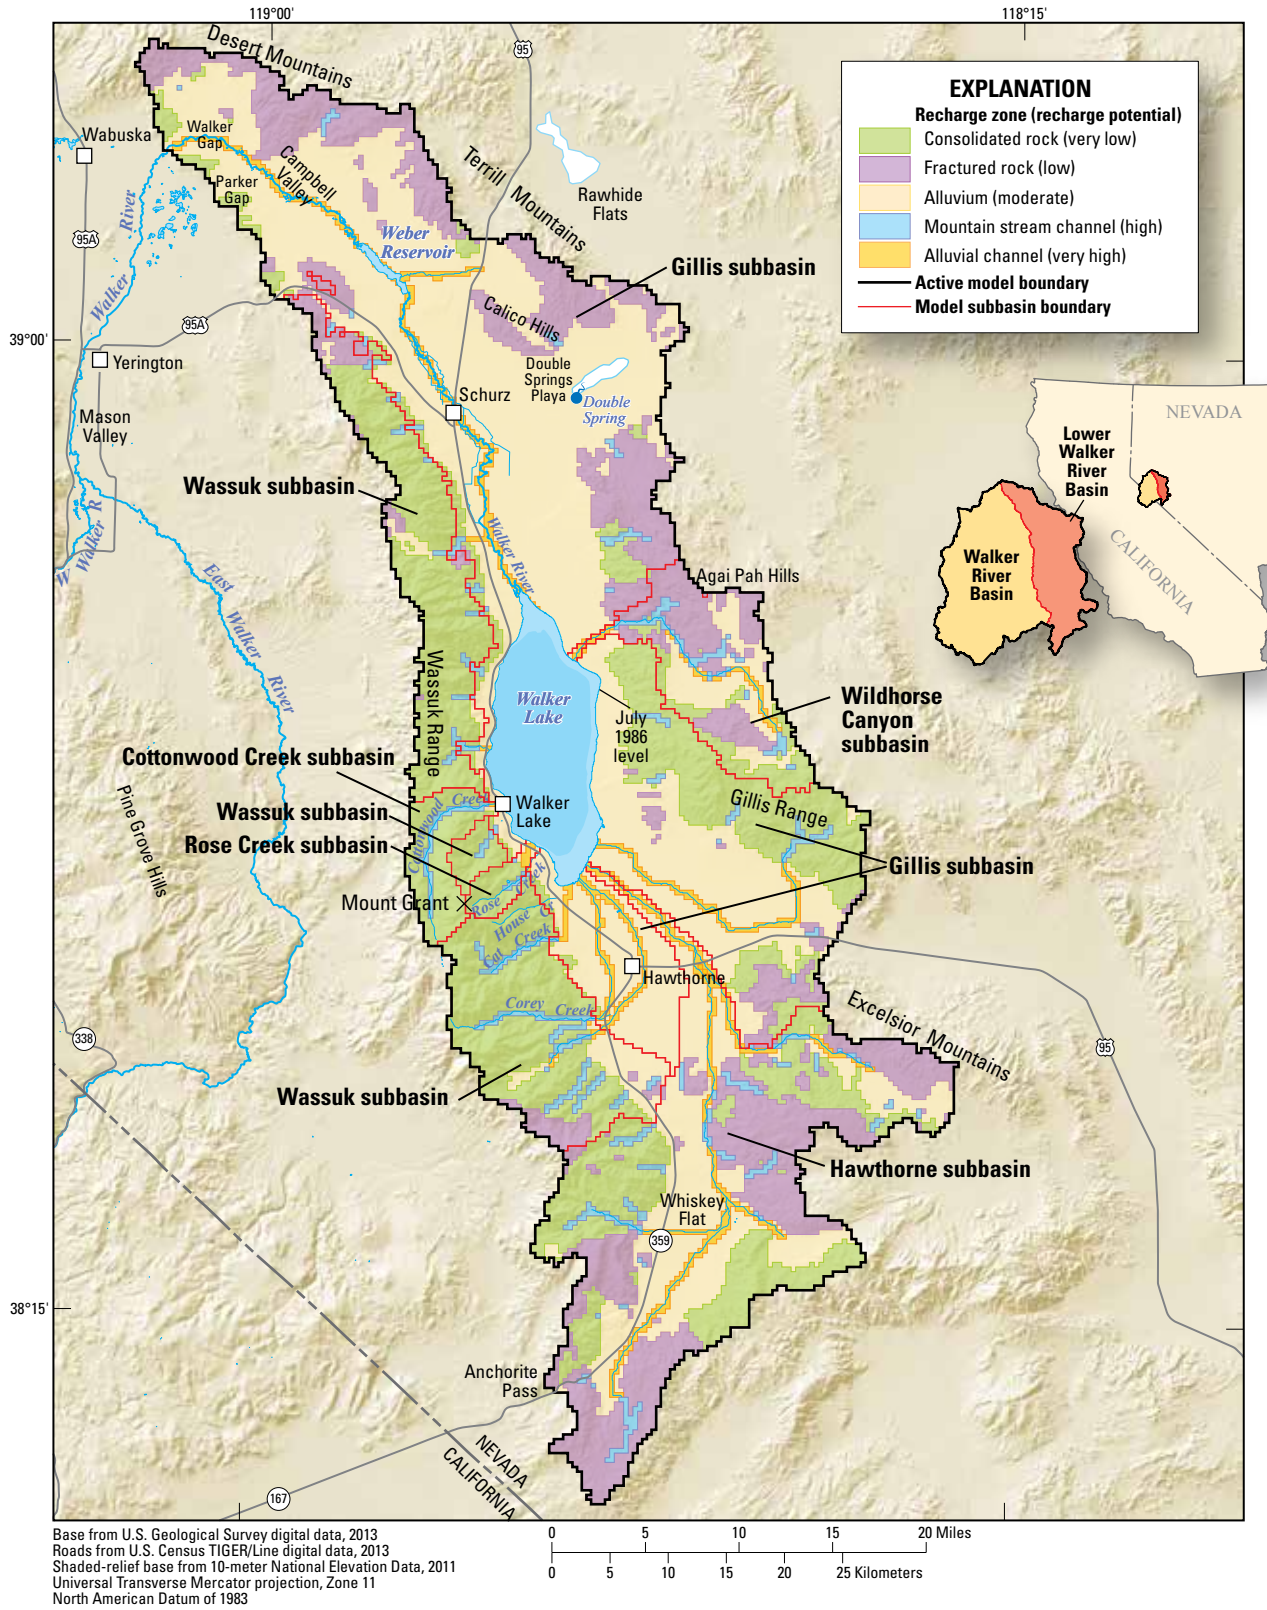 119°00'
118°15'
Desert Mountains
95
EXPLANATION
Recharge zone (recharge potential)
Consolidated rock (very low)
Fractured rock (low)
Alluvium (moderate)
Mountain stream channel (high)
Alluvial channel (very high)
Active model boundary
Model subbasin boundary
Wabuska
Walker
Gap
Campbell
Valley
Parker
Gap
Terrill Mountains
Rawhide
Flats
Walker River
95A
Weber
Reservoir
Gillis subbasin
Calico Hills
95A
39°00'
Yerington
Double
Springs
Playa
Double
Spring
Schurz
Mason
Valley
NEVADA
CALIFORNIA
Lower
Walker
River
Basin
Walker
River
Basin
Wassuk subbasin
W Walker R
Walker River
East Walker River
Agai Pah Hills
Wassuk Range
Walker
Lake
July
1986
level
Wildhorse
Canyon
subbasin
Cottonwood Creek subbasin
Pine Grove Hills
Cottonwood Creek
Walker
Lake
Gillis Range
Wassuk subbasin
Rose Creek subbasin
Gillis subbasin
Mount Grant
Rose Creek
House Cr
Cat Creek
Hawthorne
Corey Creek
Excelsior Mountains
338
95
Wassuk subbasin
Hawthorne subbasin
Whiskey
Flat
359
38°15'
Anchorite
Pass
NEVADA
CALIFORNIA
167
Base from U.S. Geological Survey digital data, 2013
Roads from U.S. Census TIGER/Line digital data, 2013
Shaded-relief base from 10-meter National Elevation Data, 2011
Universal Transverse Mercator projection, Zone 11
North American Datum of 1983
0 5 10 15 20 Miles
0 5 10 15 20 25 Kilometers